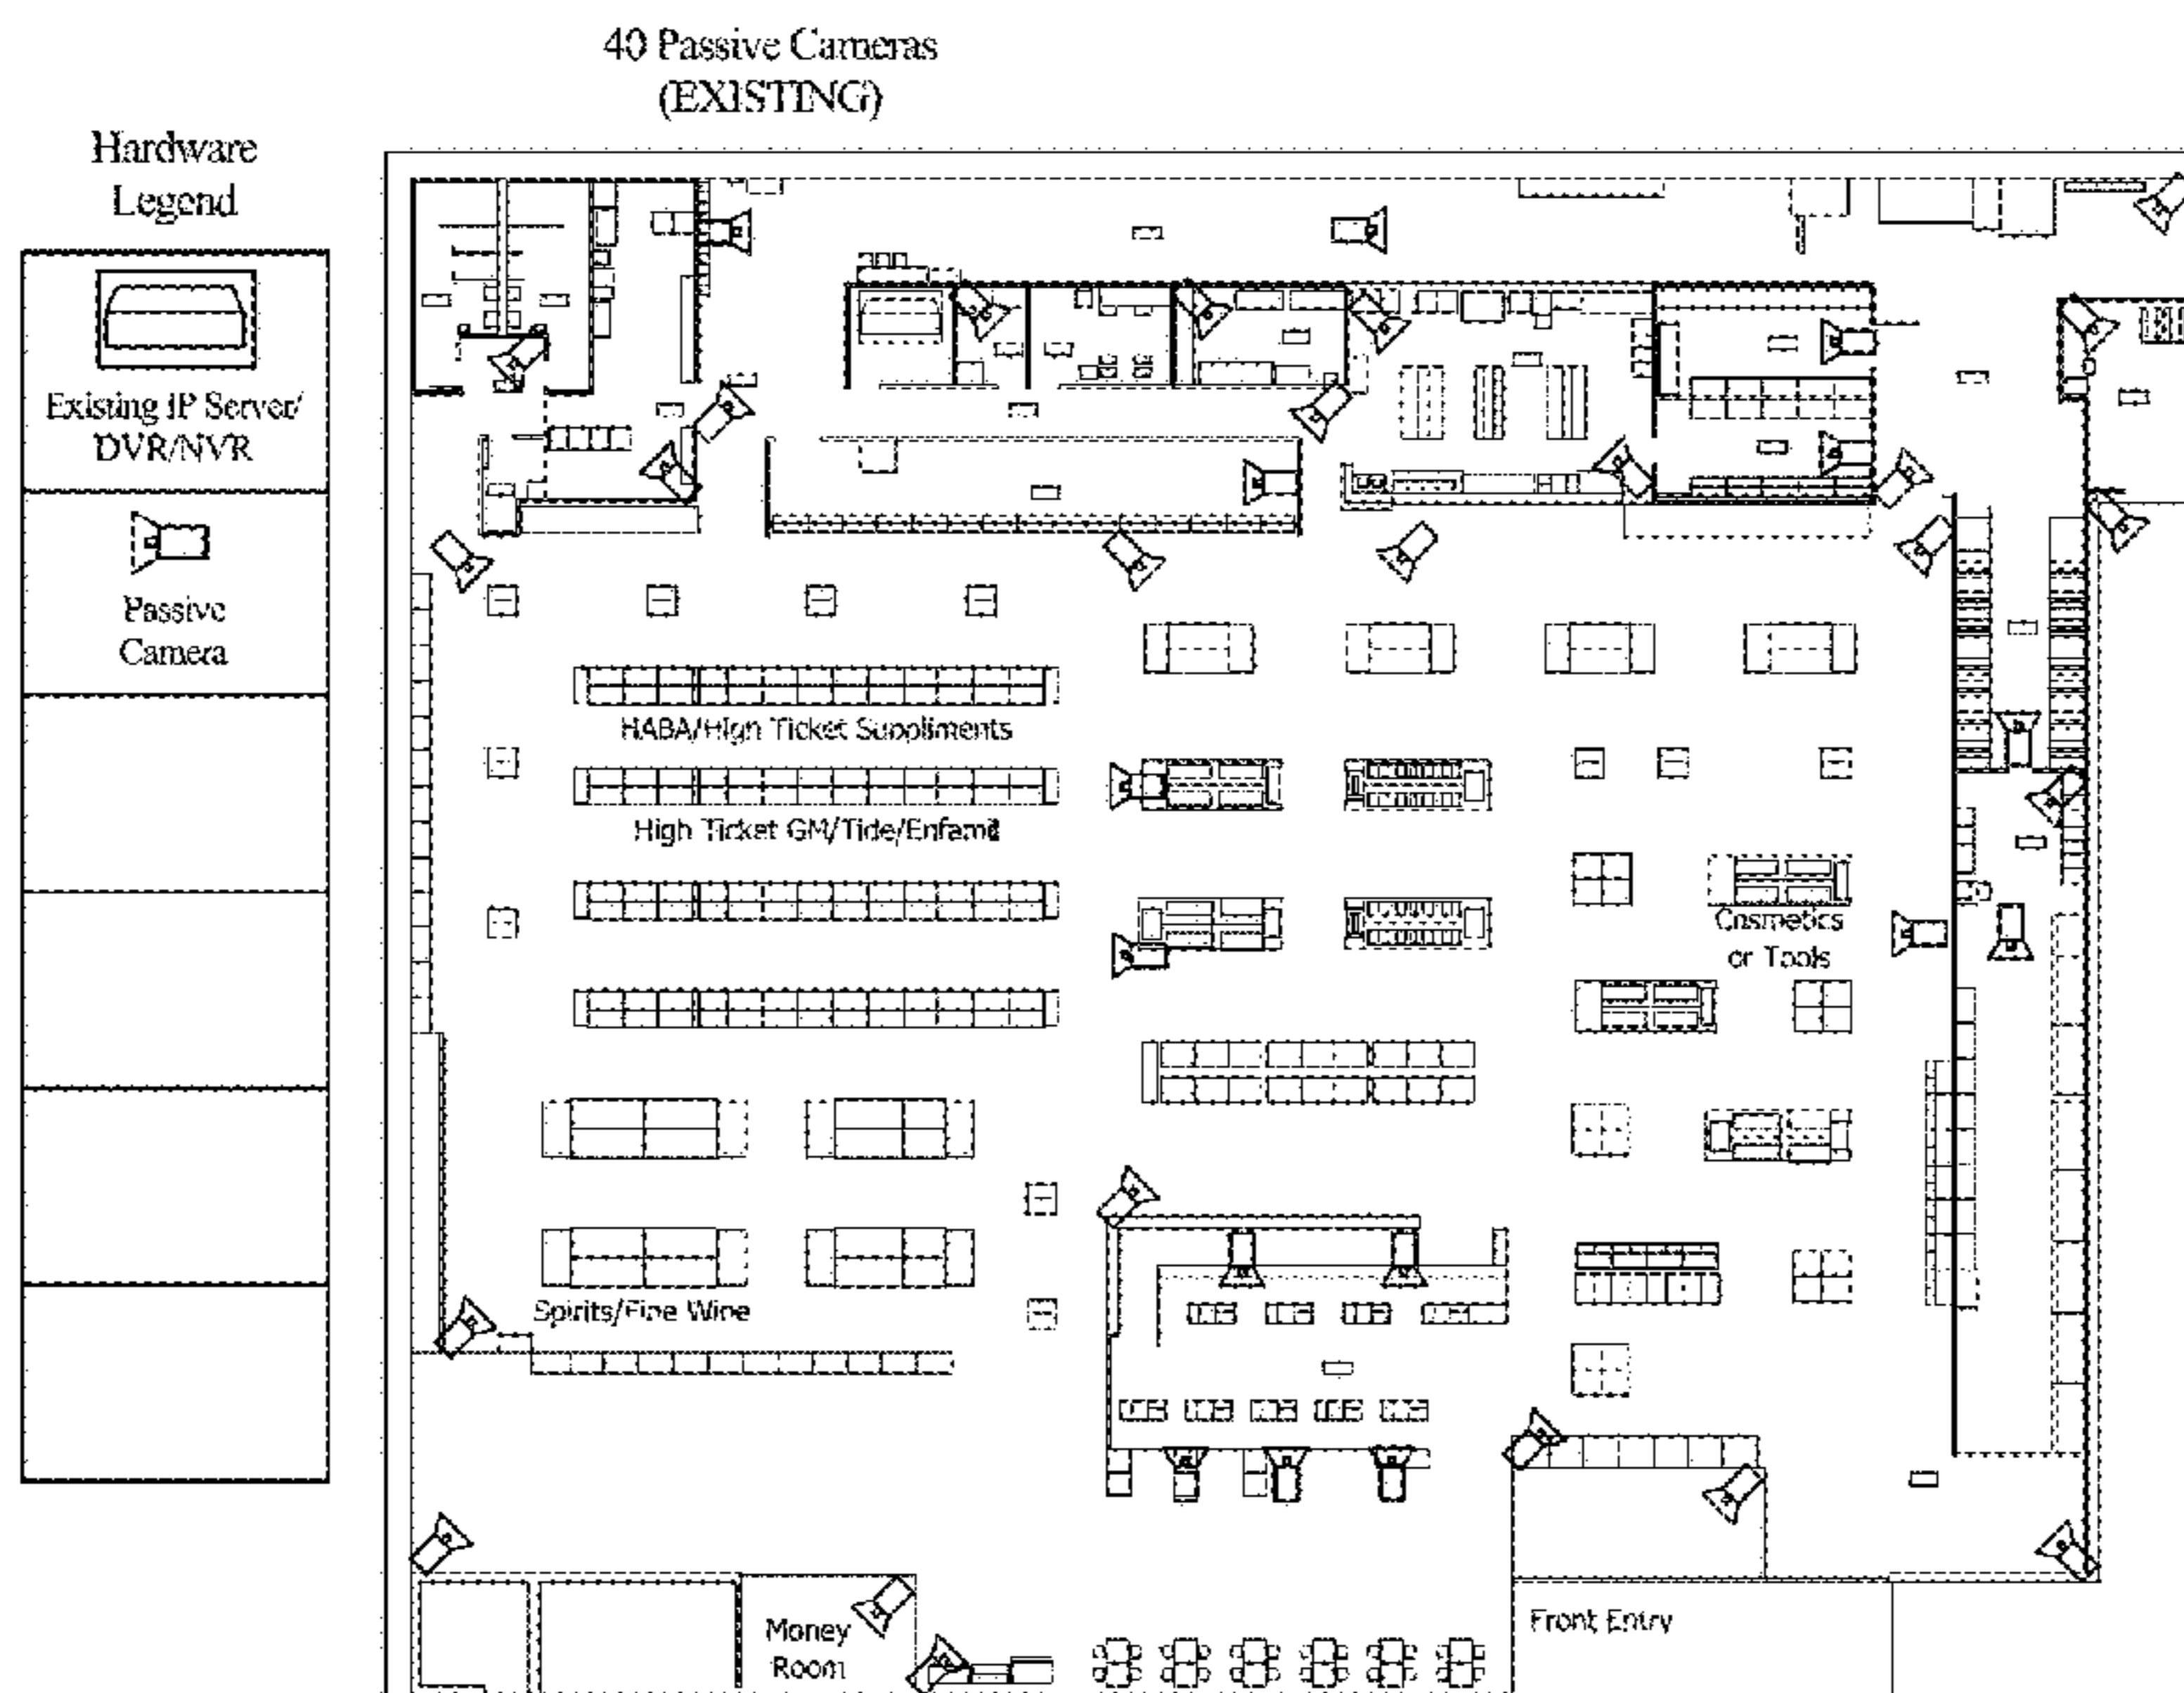 40 Passive Cameras
(EXISTING)
Hardware
Legend
Existing IP Server/
DVR/NVR
Passive
Camera
HABA/HIgn Ticket Suppliments
High Ticket GM/Tide/Enfamil
Cosmetics
or Tools
Spirits/Fine Wine
Money
Room
Front Entry